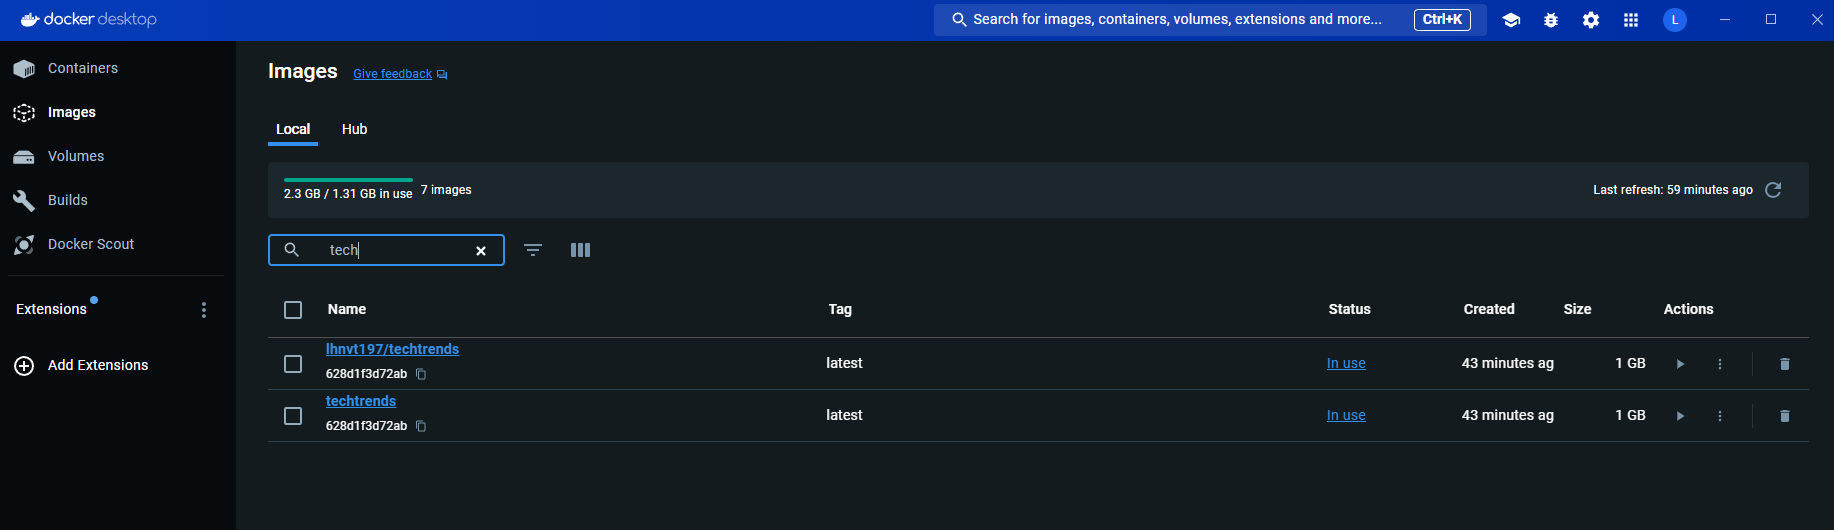 docker desktop
Search for images, containers, volumes, extensions and more...
Ctrl+K
L
Containers
Images
Volumes
Builds
Docker Scout
Extensions
Add Extensions
Images
Give feedback
Local
Hub
2.3 GB / 1.31 GB in use
7 images
Last refresh: 59 minutes ago
tech
Name Tag Status Created Size Actions
lhnvt197/techtrends
628d1f3d72ab
latest In use 43 minutes ag 1 GB
techtrends
628d1f3d72ab
latest In use 43 minutes ag 1 GB